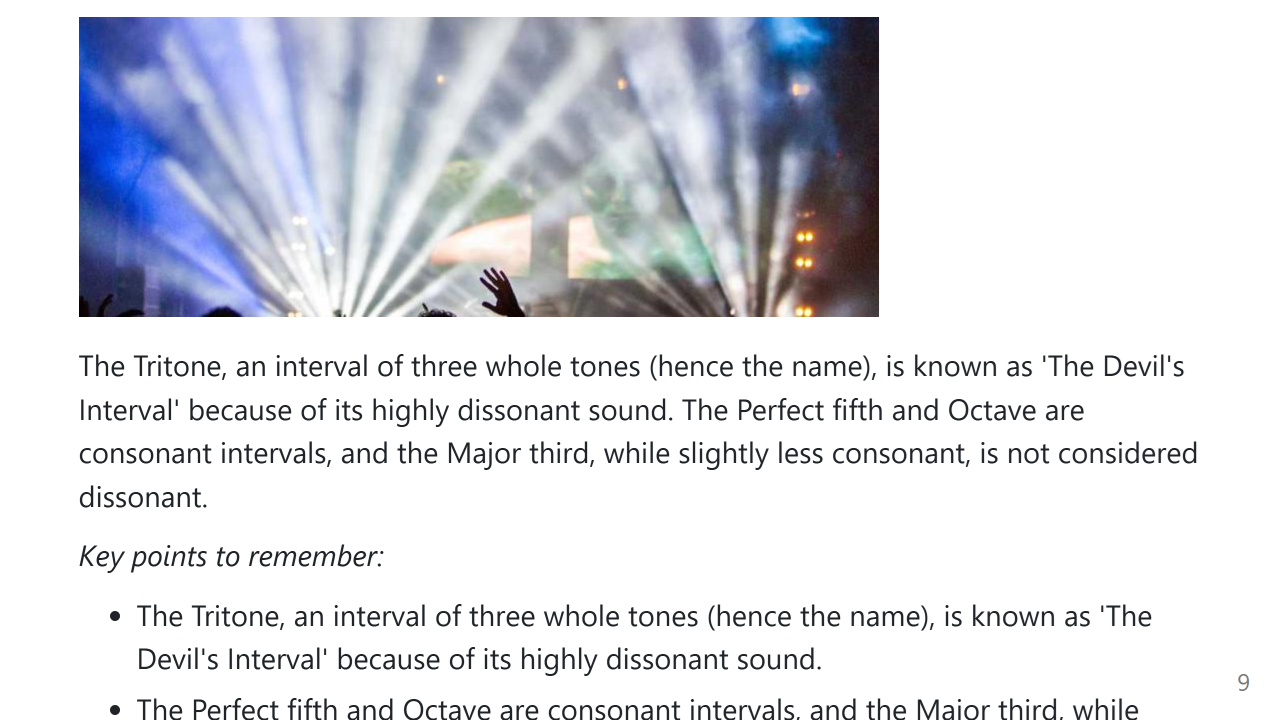 The Tritone, an interval of three whole tones (hence the name), is known as 'The Devil's
Interval' because of its highly dissonant sound. The Perfect fifth and Octave are
consonant intervals, and the Major third, while slightly less consonant, is not considered
dissonant.
Key points to remember:
• The Tritone, an interval of three whole tones (hence the name), is known as 'The
Devil's Interval' because of its highly dissonant sound.
• The Perfect fifth and Octave are consonant intervals, and the Major third, while
9